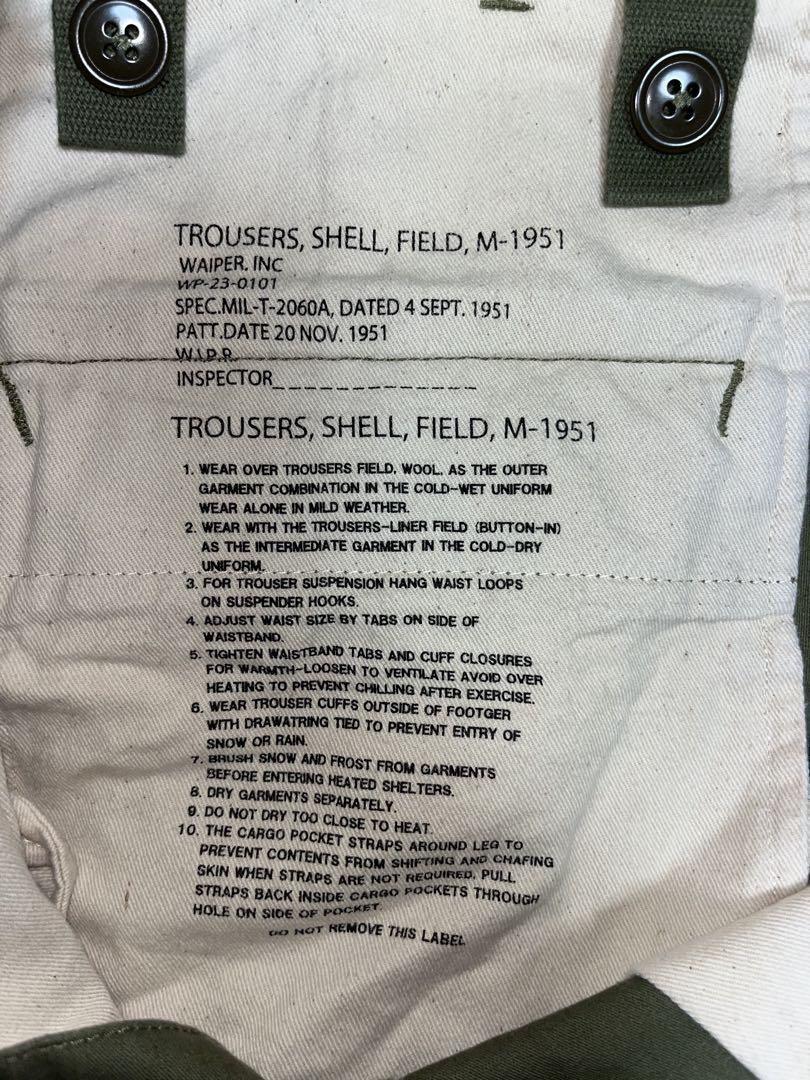 TROUSERS, SHELL, FIELD, M-1951
WAIPER. INC
WP-23-0101
SPEC.MIL-T-2060A, DATED 4 SEPT. 1951
PATT.DATE 20 NOV. 1951
W.I.P.R.
INSPECTOR_ _ _ _ _ _ _ _ _ _ _ _ _ _
TROUSERS, SHELL, FIELD, M-1951
1. WEAR OVER TROUSERS FIELD. WOOL. AS THE OUTER
GARMENT COMBINATION IN THE COLD-WET UNIFORM
WEAR ALONE IN MILD WEATHER.
2. WEAR WITH THE TROUSERS-LINER FIELD (BUTTON-IN)
AS THE INTERMEDIATE GARMENT IN THE COLD-DRY
UNIFORM.
3. FOR TROUSER SUSPENSION HANG WAIST LOOPS
ON SUSPENDER HOOKS.
4. ADJUST WAIST SIZE BY TABS ON SIDE OF
WAISTBAND.
5. TIGHTEN WAISTBAND TABS AND CUFF CLOSURES
FOR WARMTH-LOOSEN TO VENTILATE AVOID OVER
HEATING TO PREVENT CHILLING AFTER EXERCISE.
6. WEAR TROUSER CUFFS OUTSIDE OF FOOTGER
WITH DRAWATRING TIED TO PREVENT ENTRY OF
SNOW OR RAIN.
7. BRUSH SNOW AND FROST FROM GARMENTS
BEFORE ENTERING HEATED SHELTERS.
8. DRY GARMENTS SEPARATELY.
9. DO NOT DRY TOO CLOSE TO HEAT.
10. THE CARGO POCKET STRAPS AROUND LEG TO
PREVENT CONTENTS FROM SHIFTING AND CHAFING
SKIN WHEN STRAPS ARE NOT REQUIRED. PULL
STRAPS BACK INSIDE CARGO POCKETS THROUGH
HOLE ON SIDE OF POCKET.
DO NOT REMOVE THIS LABEL